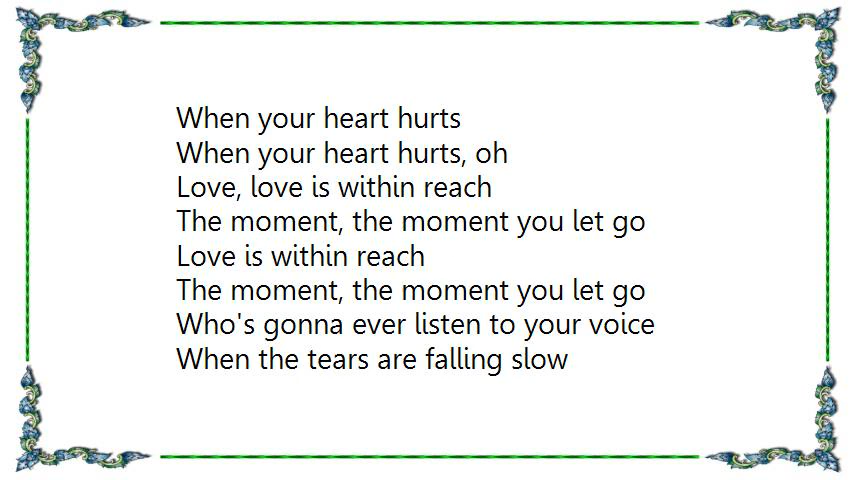 When your heart hurts
When your heart hurts, oh
Love, love is within reach
The moment, the moment you let go
Love is within reach
The moment, the moment you let go
Who's gonna ever listen to your voice
When the tears are falling slow